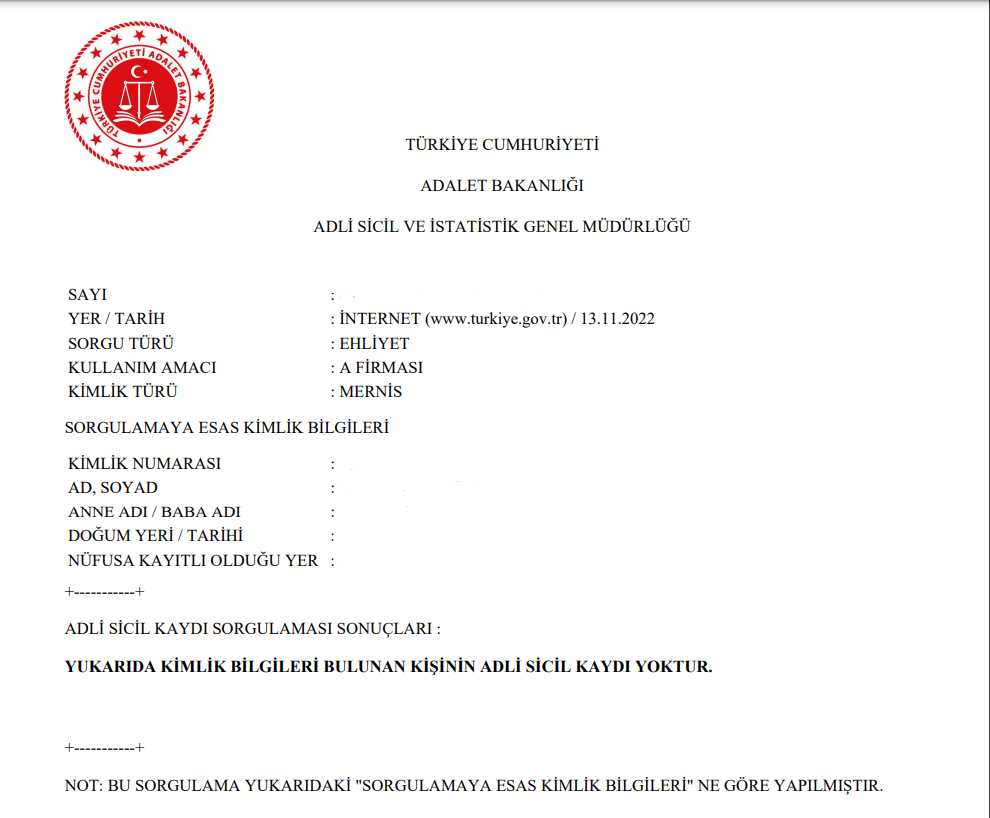 TÜRKİYE CUMHURİYETİ ADALET BAKANLIĞI
TÜRKİYE CUMHURİYETİ
ADALET BAKANLIĞI
ADLİ SİCİL VE İSTATİSTİK GENEL MÜDÜRLÜĞÜ
SAYI :
YER / TARİH : İNTERNET (www.turkiye.gov.tr) / 13.11.2022
SORGU TÜRÜ : EHLİYET
KULLANIM AMACI : A FİRMASI
KİMLİK TÜRÜ : MERNİS
SORGULAMAYA ESAS KİMLİK BİLGİLERİ
KİMLİK NUMARASI :
AD, SOYAD :
ANNE ADI / BABA ADI :
DOĞUM YERİ / TARİHİ :
NÜFUSA KAYITLI OLDUĞU YER :
+-----------+
ADLİ SİCİL KAYDI SORGULAMASI SONUÇLARI :
YUKARIDA KİMLİK BİLGİLERİ BULUNAN KİŞİNİN ADLİ SİCİL KAYDI YOKTUR.
+-----------+
NOT: BU SORGULAMA YUKARIDAKİ "SORGULAMAYA ESAS KİMLİK BİLGİLERİ" NE GÖRE YAPILMIŞTIR.